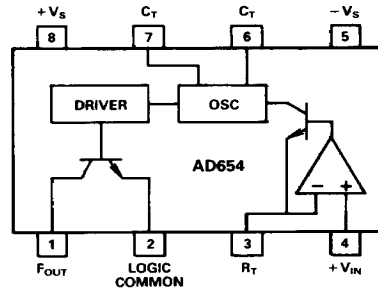 +VS CT CT −VS
8 7 6 5
DRIVER OSC
AD654
− +
1 2 3 4
FOUT LOGIC COMMON RT +VIN